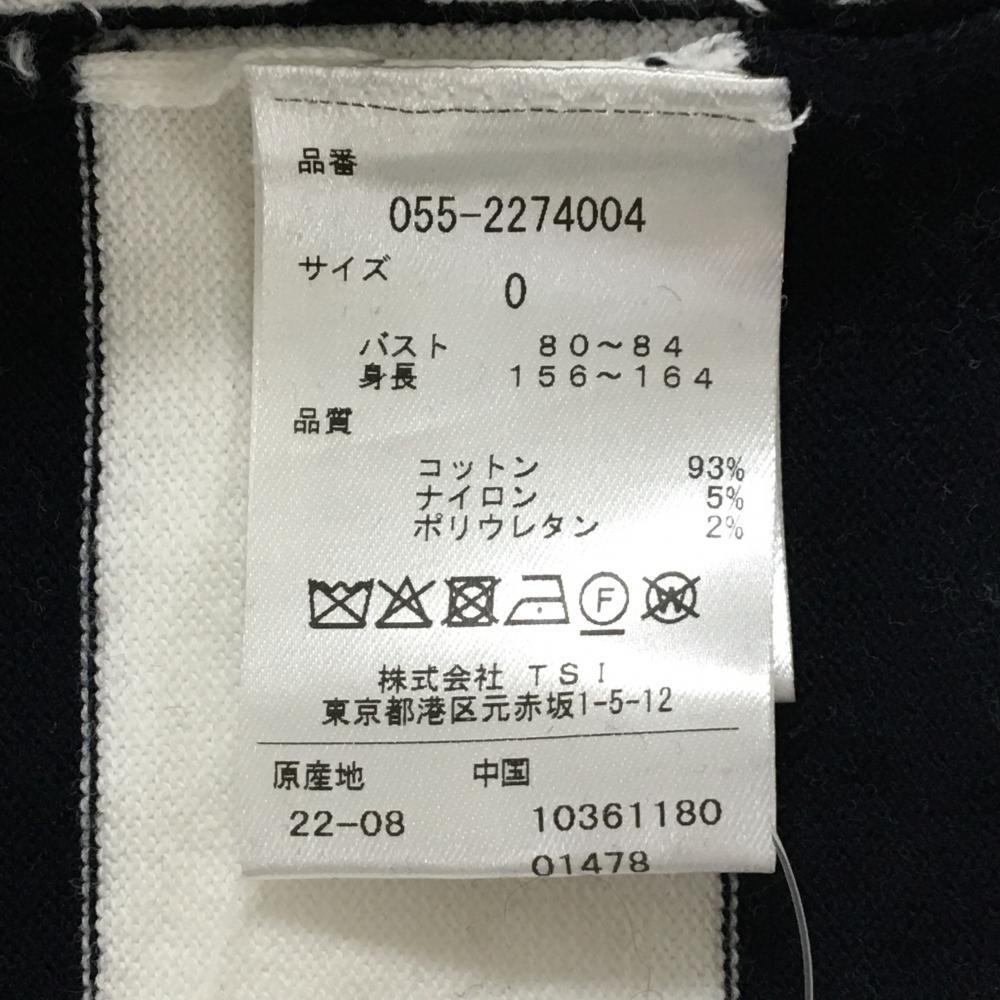 品番
055-2274004
サイズ
0
バスト 80～84
身長 156～164
品質
コットン 93%
ナイロン 5%
ポリウレタン 2%
F W
株式会社 TSI
東京都港区元赤坂1-5-12
原産地 中国
22-08 10361180
01478